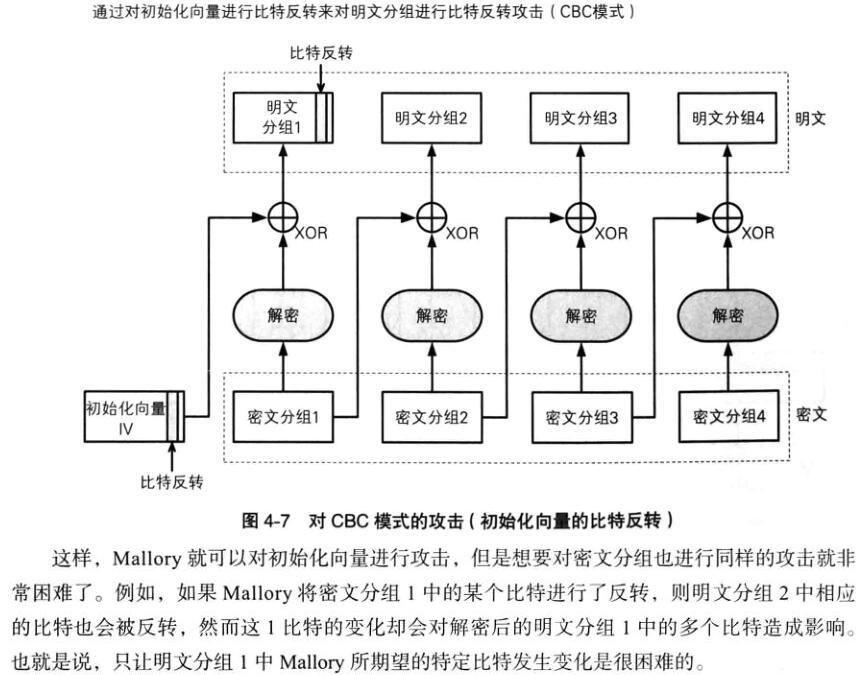 通过对初始化向量进行比特反转来对明文分组进行比特反转攻击（CBC模式）
比特反转
明文
分组1
明文分组2
明文分组3
明文分组4
明文
XOR
XOR
XOR
XOR
解密
解密
解密
解密
初始化向量
IV
密文分组1
密文分组2
密文分组3
密文分组4
密文
比特反转
图 4-7 对 CBC 模式的攻击（初始化向量的比特反转）
这样，Mallory 就可以对初始化向量进行攻击，但是想要对密文分组也进行同样的攻击就非
常困难了。例如，如果 Mallory 将密文分组 1 中的某个比特进行了反转，则明文分组 2 中相应
的比特也会被反转，然而这 1 比特的变化却会对解密后的明文分组 1 中的多个比特造成影响。
也就是说，只让明文分组 1 中 Mallory 所期望的特定比特发生变化是很困难的。